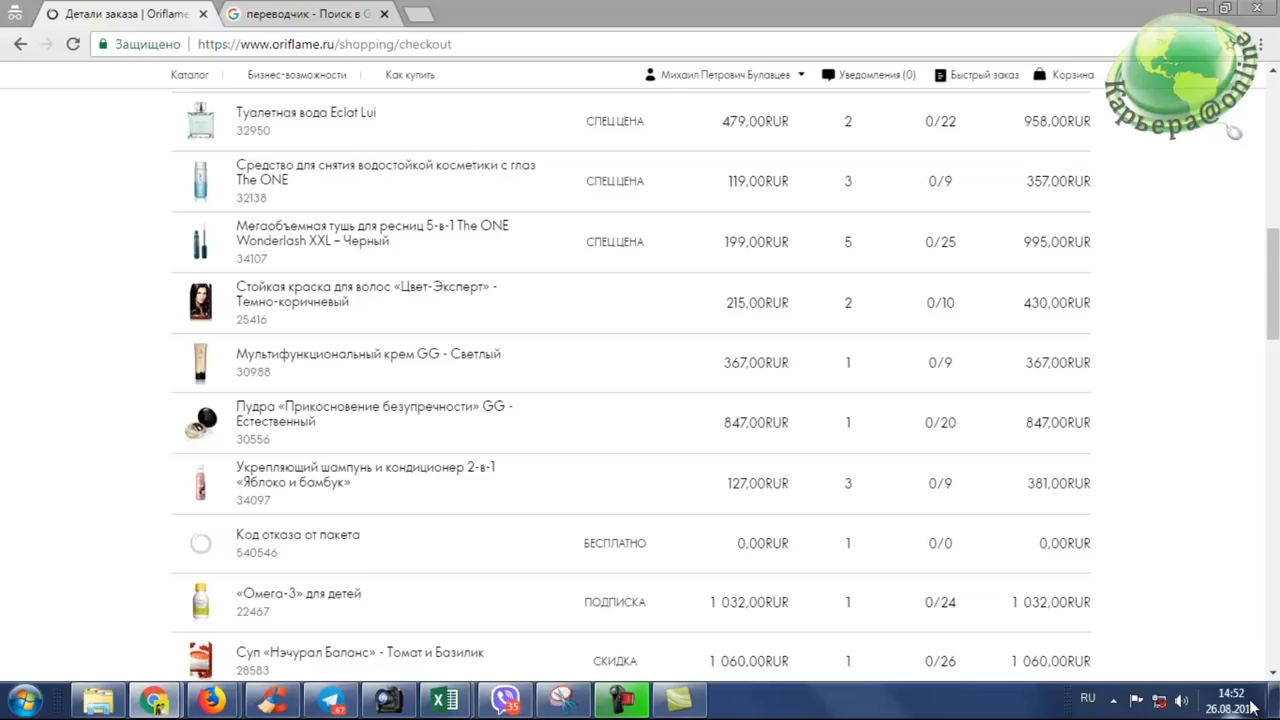 Детали заказа | Oriflame
переводчик - Поиск в G
Защищено
https://www.oriflame.ru/shopping/checkout
Каталог
Бизнес-возможности
Как купить
Михаил Петрович Булавцев
Уведомления (0)
Быстрый заказ
Корзина
Карьера@online
Туалетная вода Eclat Lui
32950
СПЕЦ ЦЕНА 479,00RUR 2 0/22 958,00RUR
Средство для снятия водостойкой косметики с глаз
The ONE
32138
СПЕЦ ЦЕНА 119,00RUR 3 0/9 357,00RUR
Мегаобъемная тушь для ресниц 5-в-1 The ONE
Wonderlash XXL – Черный
34107
СПЕЦ ЦЕНА 199,00RUR 5 0/25 995,00RUR
Стойкая краска для волос «Цвет-Эксперт» -
Темно-коричневый
25416
215,00RUR 2 0/10 430,00RUR
Мультифункциональный крем GG - Светлый
30988
367,00RUR 1 0/9 367,00RUR
Пудра «Прикосновение безупречности» GG -
Естественный
30556
847,00RUR 1 0/20 847,00RUR
Укрепляющий шампунь и кондиционер 2-в-1
«Яблоко и бамбук»
34097
127,00RUR 3 0/9 381,00RUR
Код отказа от пакета
540546
БЕСПЛАТНО 0,00RUR 1 0/0 0,00RUR
«Омега-3» для детей
22467
ПОДПИСКА 1 032,00RUR 1 0/24 1 032,00RUR
Суп «Нэчурал Баланс» - Томат и Базилик
28583
СКИДКА 1 060,00RUR 1 0/26 1 060,00RUR
67
35
RU
14:52
26.08.201